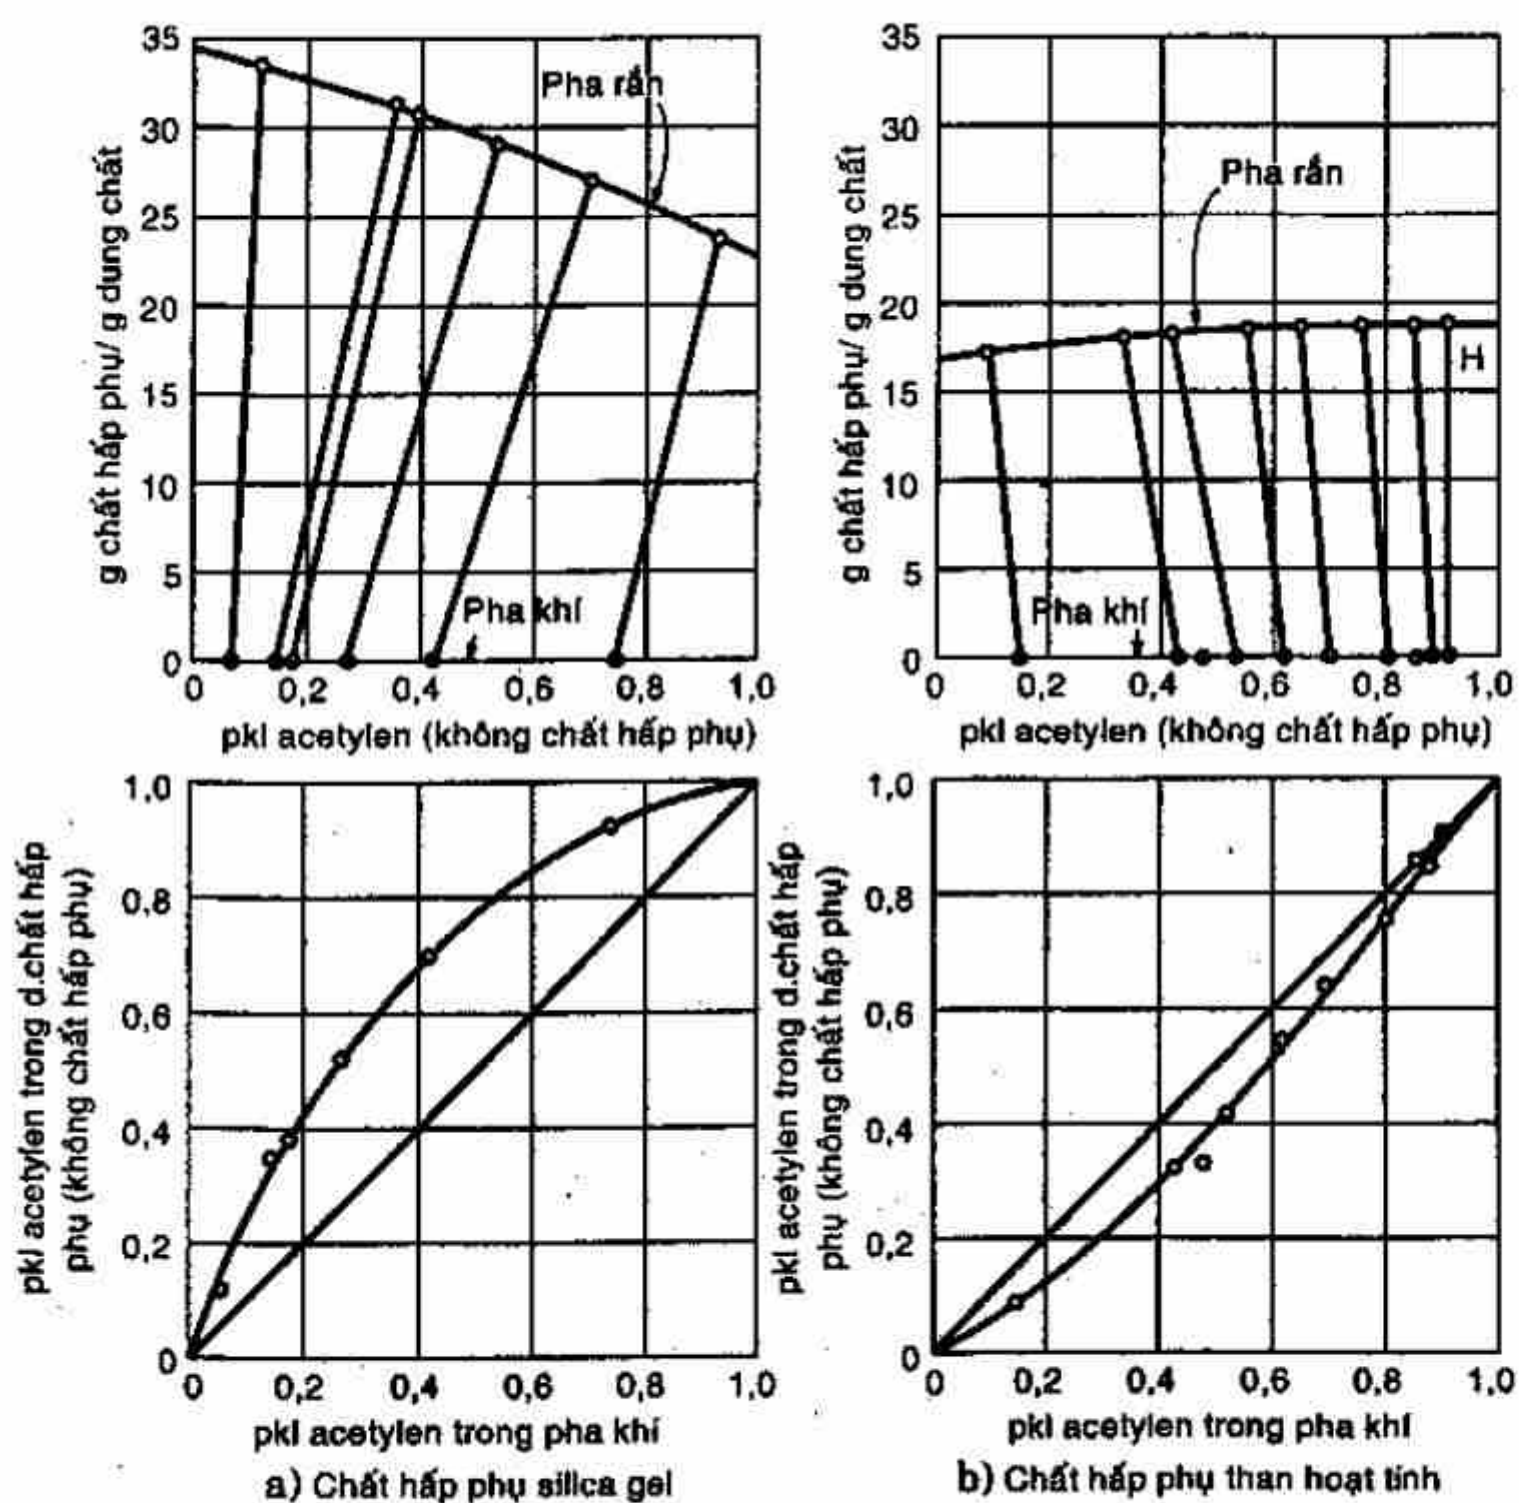 35
30
25
20
15
10
5
0
g chất hấp phụ/ g dung chất
Pha rắn
Pha khí
0 0,2 0,4 0,6 0,8 1,0
pkl acetylen (không chất hấp phụ)
35
30
25
20
15
10
5
0
g chất hấp phụ/ g dung chất
Pha rắn
H
Pha khí
0 0,2 0,4 0,6 0,8 1,0
pkl acetylen (không chất hấp phụ)
1.0
0.8
0,6
0,4
0,2
0
pkl acetylen trong d.chất hấp
phụ (không chất hấp phụ)
0 0,2 0,4 0,6 0,8 1.0
pkl acetylen trong pha khí
a) Chất hấp phụ silica gel
1,0
0.8
0,6
0,4
0,2
0
pkl acetylen trong d.chất hấp
phụ (không chất hấp phụ)
0 0,2 0,4 0,6 0,8 1,0
pkl acetylen trong pha khí
b) Chất hấp phụ than hoạt tính